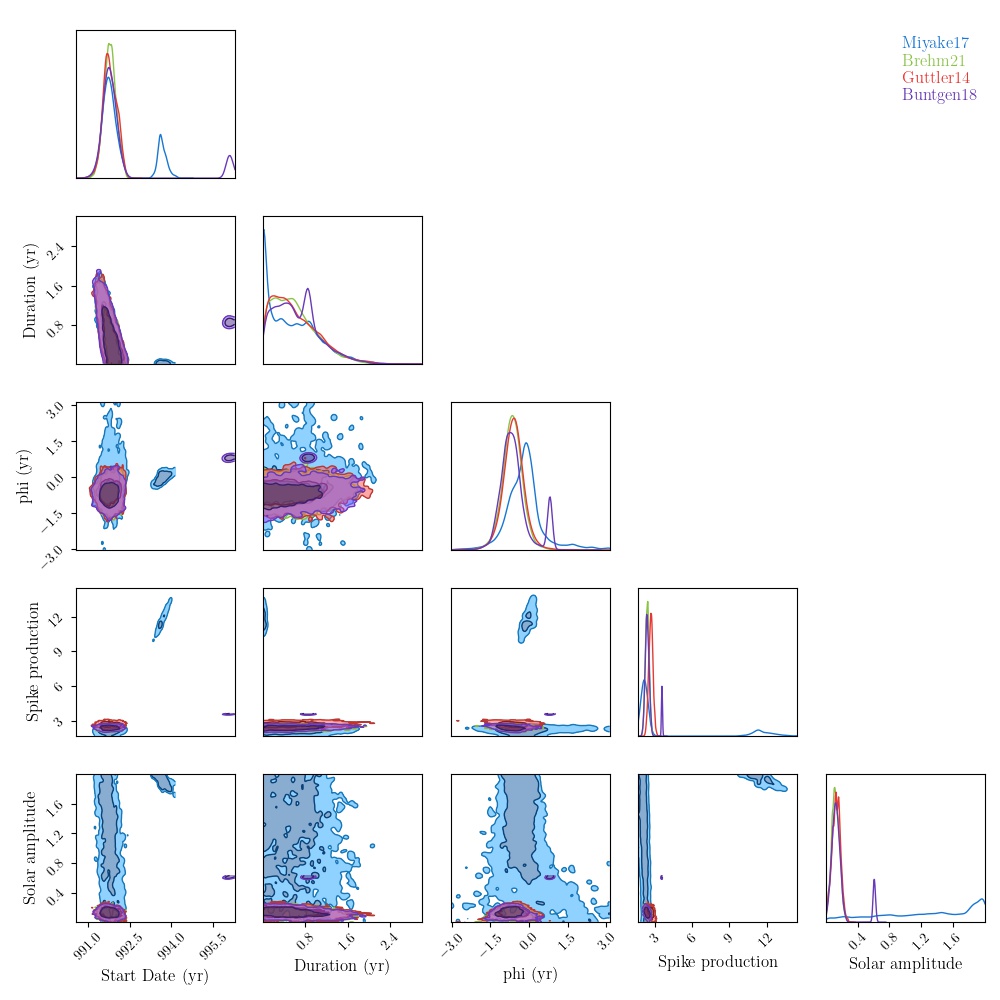 Miyake17
Brehm21
Guttler14
Buntgen18
Duration (yr)
2.4
1.6
0.8
phi (yr)
3.0
1.5
0.0
−1.5
−3.0
Spike production
12
9
6
3
Solar amplitude
1.6
1.2
0.8
0.4
991.0 992.5 994.0 995.5
Start Date (yr)
0.8 1.6 2.4
Duration (yr)
−3.0 −1.5 0.0 1.5 3.0
phi (yr)
3 6 9 12
Spike production
0.4 0.8 1.2 1.6
Solar amplitude